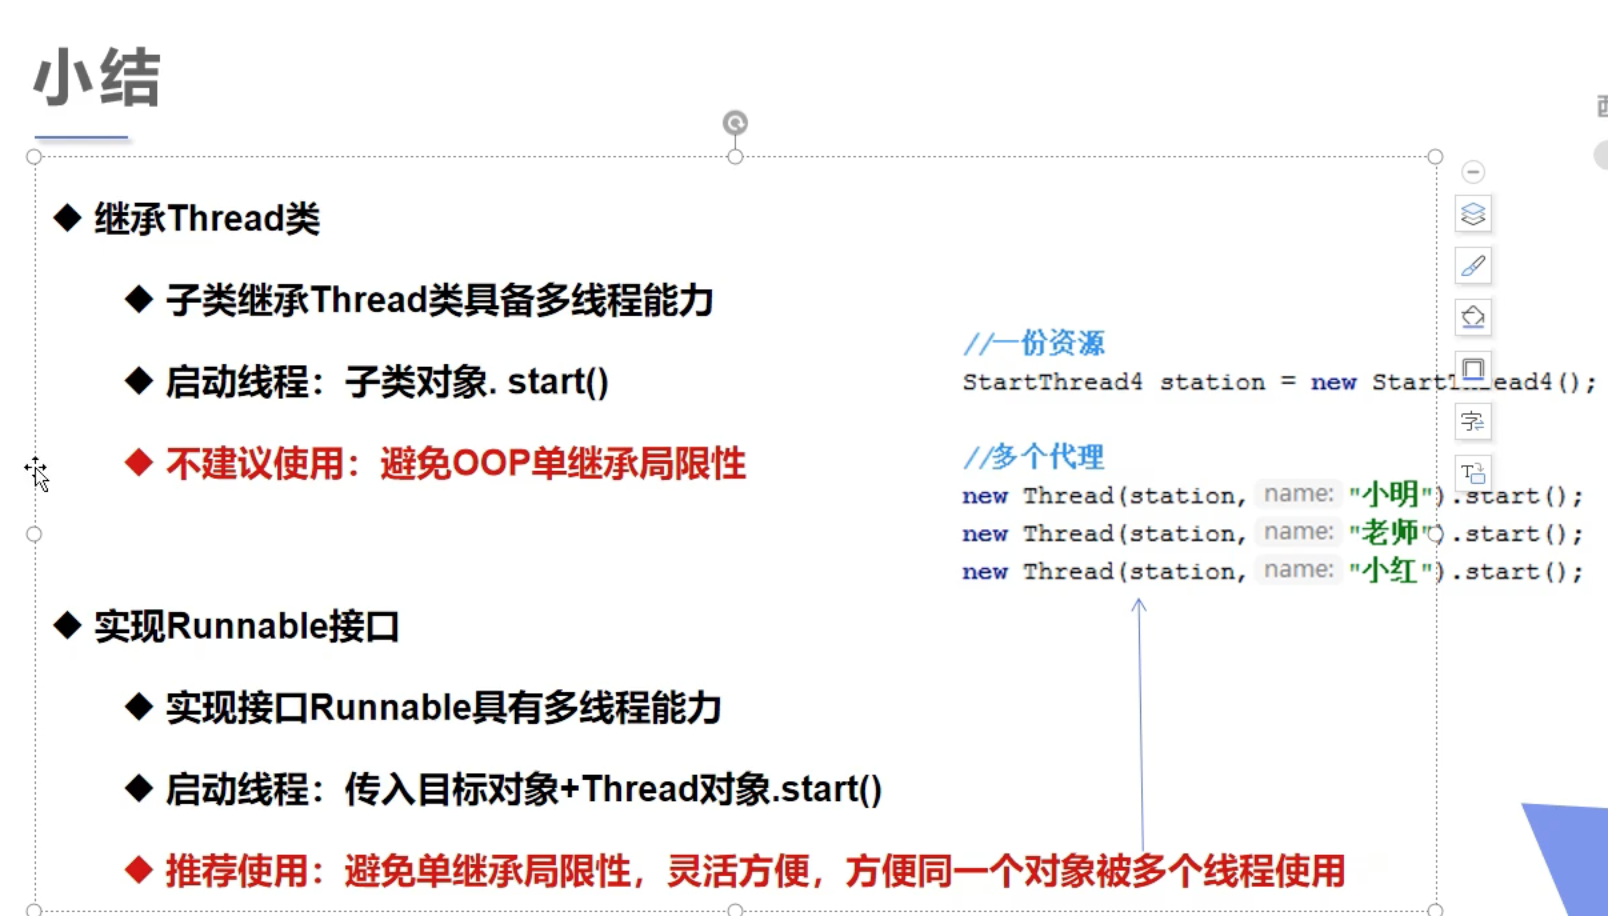 小结
继承Thread类
子类继承Thread类具备多线程能力
启动线程：子类对象. start()
不建议使用：避免OOP单继承局限性
实现Runnable接口
实现接口Runnable具有多线程能力
启动线程：传入目标对象+Thread对象.start()
推荐使用：避免单继承局限性，灵活方便，方便同一个对象被多个线程使用
//一份资源
StartThread4 station = new StartThread4();
//多个代理
new Thread(station, name: "小明").start();
new Thread(station, name: "老师").start();
new Thread(station, name: "小红").start();